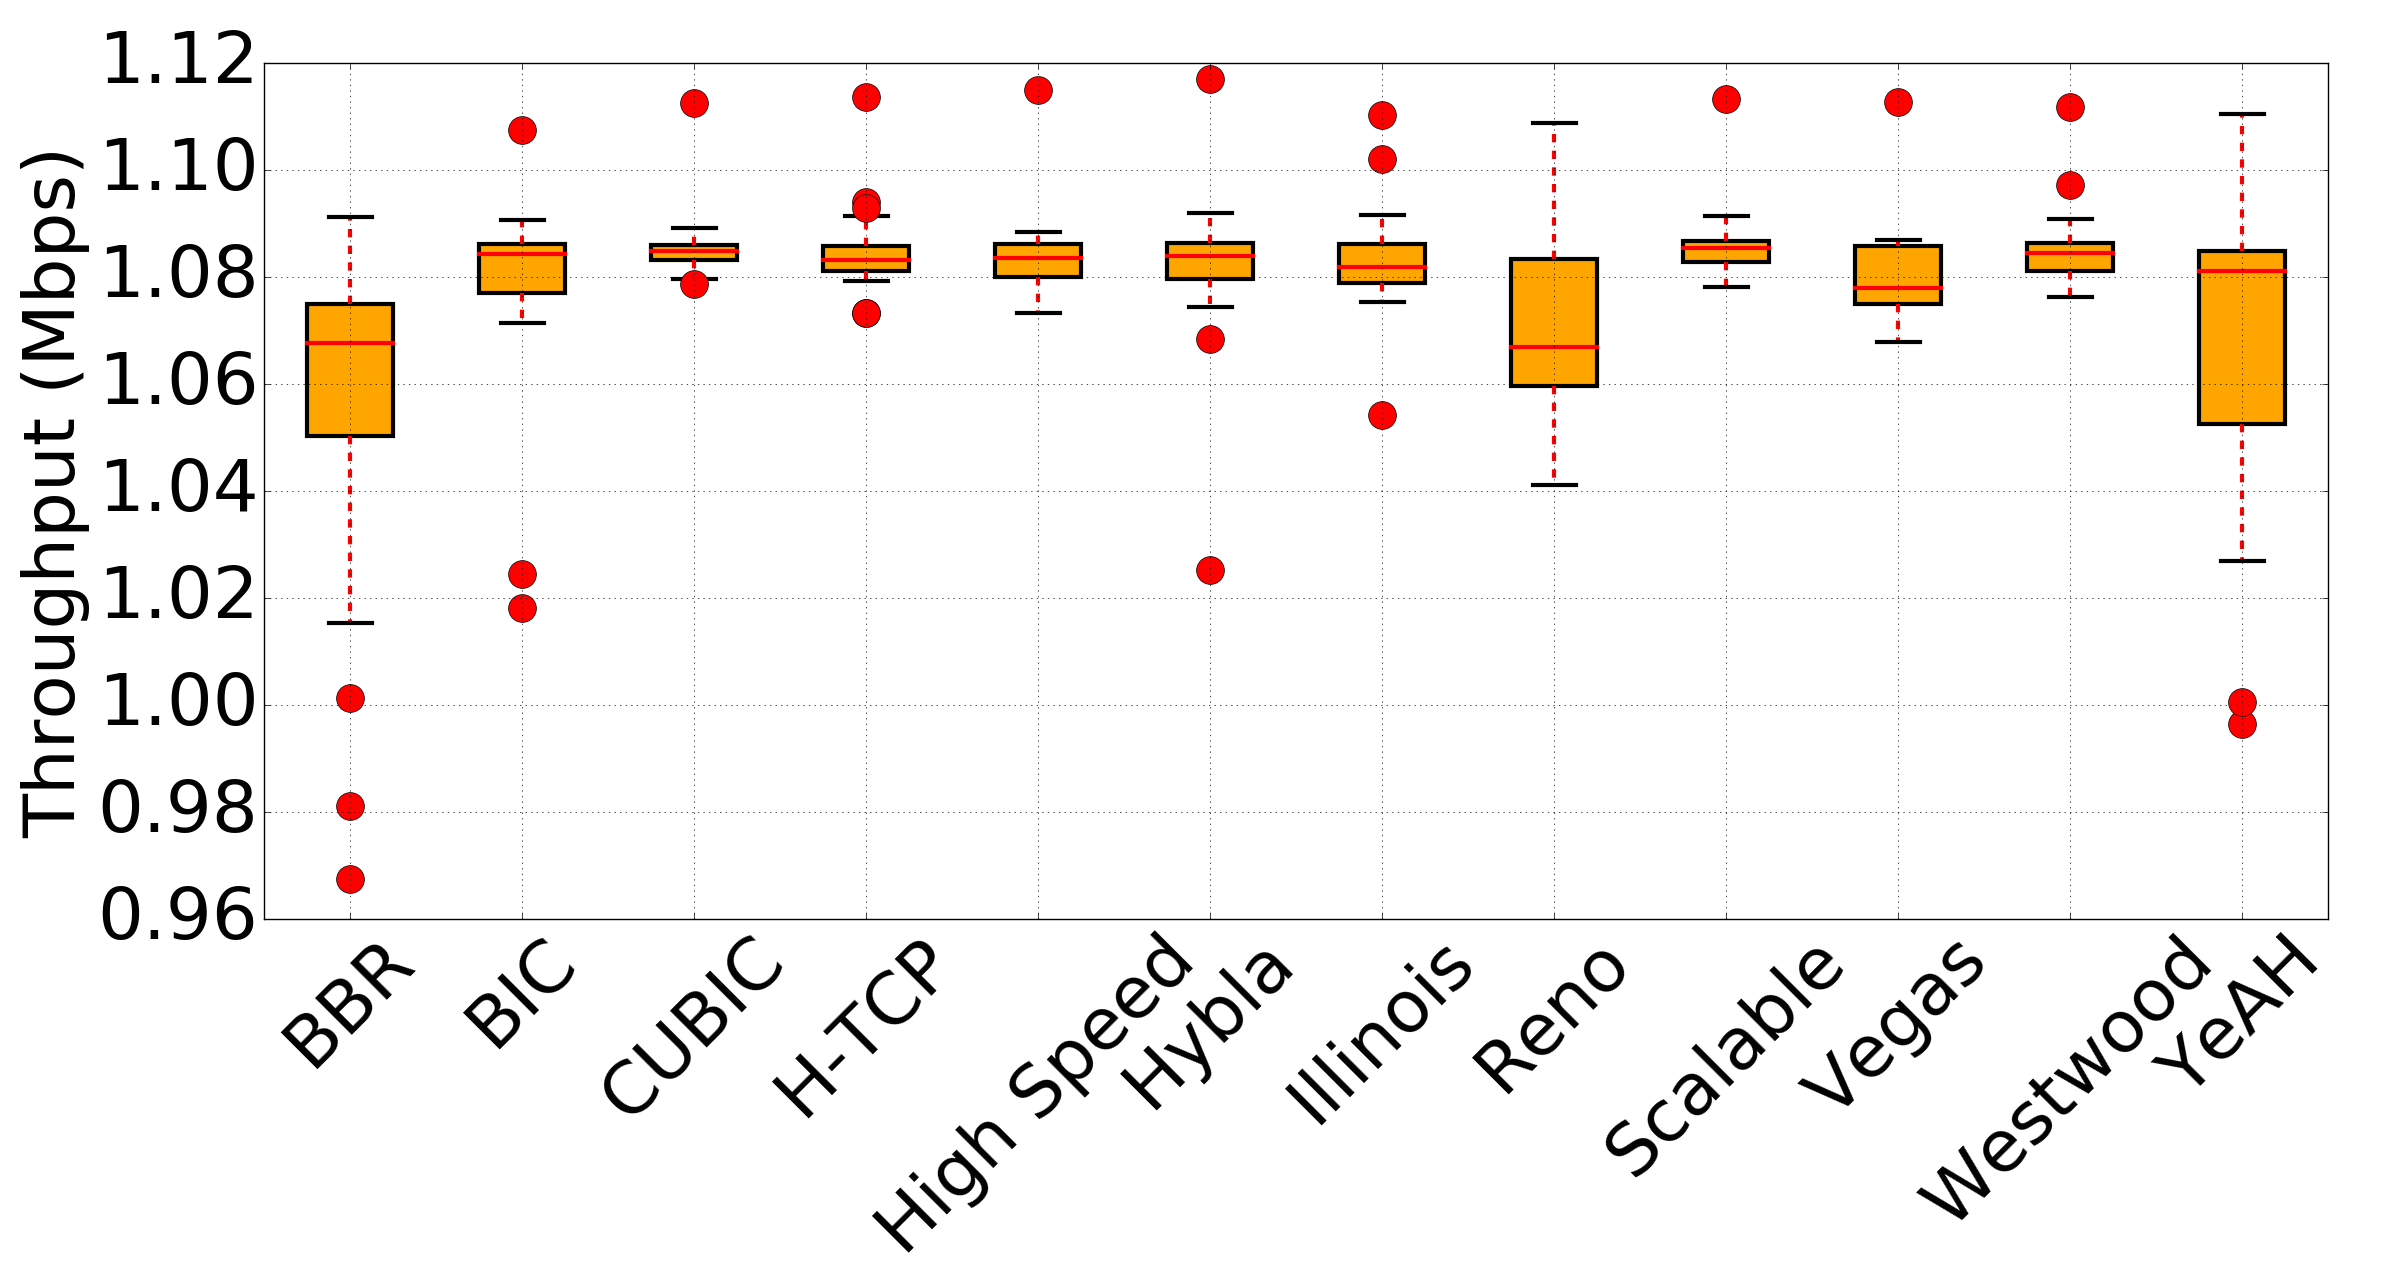 Throughput (Mbps)
1.12
1.10
1.08
1.06
1.04
1.02
1.00
0.98
0.96
BBR
BIC
CUBIC
H-TCP
High Speed
Hybla
Illinois
Reno
Scalable
Vegas
Westwood
YeAH